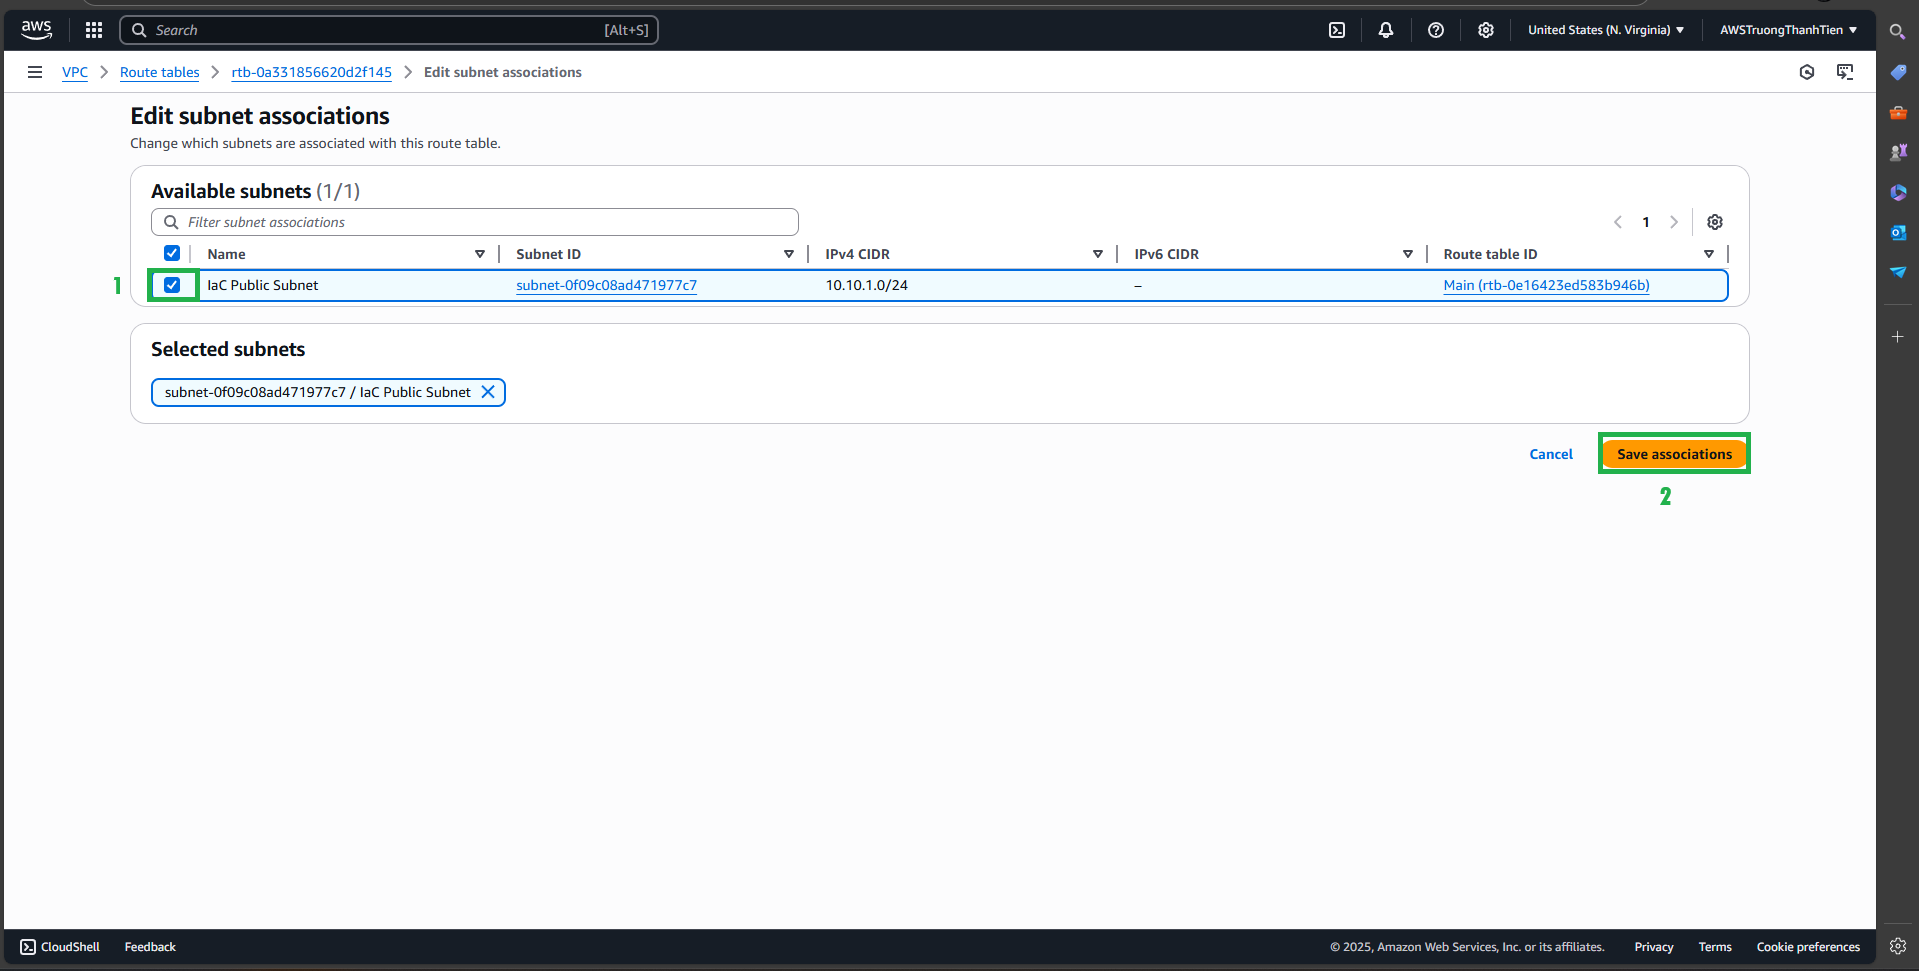 aws Search [Alt+S] United States (N. Virginia) AWSTruongThanhTien
VPC Route tables rtb-0a331856620d2f145 Edit subnet associations
Edit subnet associations
Change which subnets are associated with this route table.
Available subnets (1/1)
Filter subnet associations 1
Name Subnet ID IPv4 CIDR IPv6 CIDR Route table ID
1 IaC Public Subnet subnet-0f09c08ad471977c7 10.10.1.0/24 – Main (rtb-0e16423ed583b946b)
Selected subnets
subnet-0f09c08ad471977c7 / IaC Public Subnet
Cancel Save associations
2
CloudShell Feedback © 2025, Amazon Web Services, Inc. or its affiliates. Privacy Terms Cookie preferences